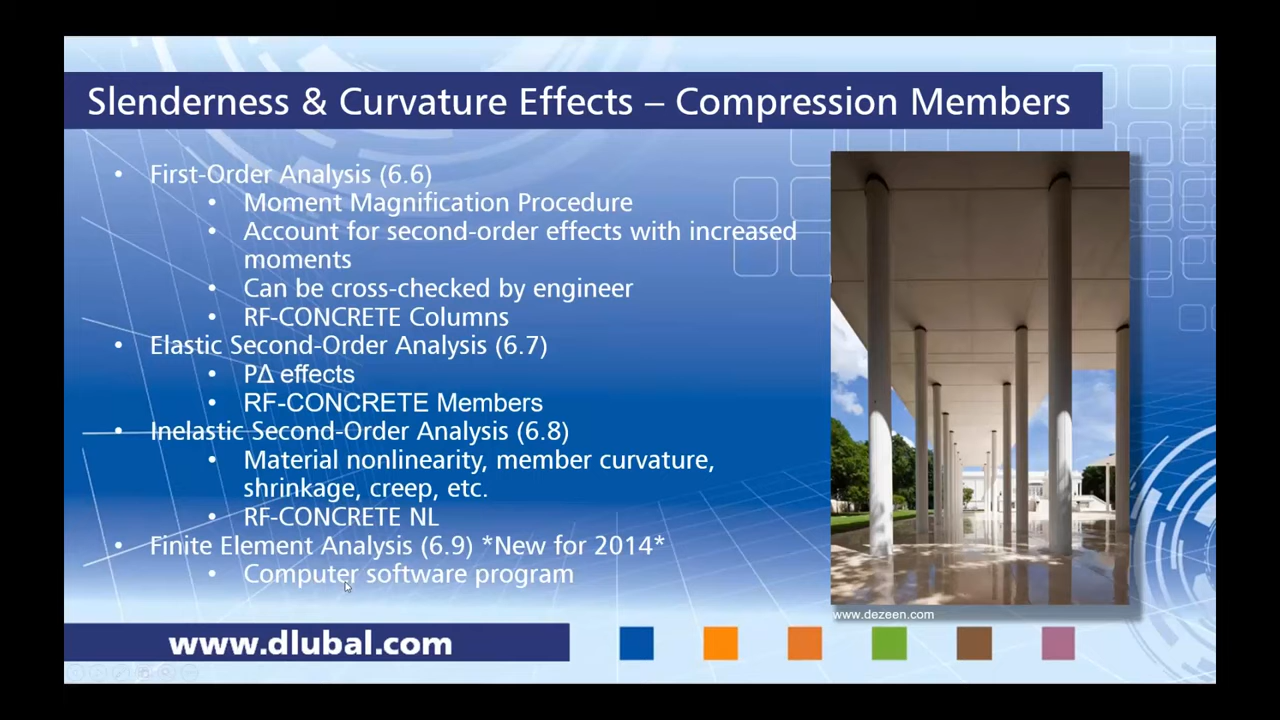 Slenderness & Curvature Effects – Compression Members
• First-Order Analysis (6.6)
• Moment Magnification Procedure
• Account for second-order effects with increased
moments
• Can be cross-checked by engineer
• RF-CONCRETE Columns
• Elastic Second-Order Analysis (6.7)
• PΔ effects
• RF-CONCRETE Members
• Inelastic Second-Order Analysis (6.8)
• Material nonlinearity, member curvature,
shrinkage, creep, etc.
• RF-CONCRETE NL
• Finite Element Analysis (6.9) *New for 2014*
• Computer software program
www.dezeen.com
www.dlubal.com